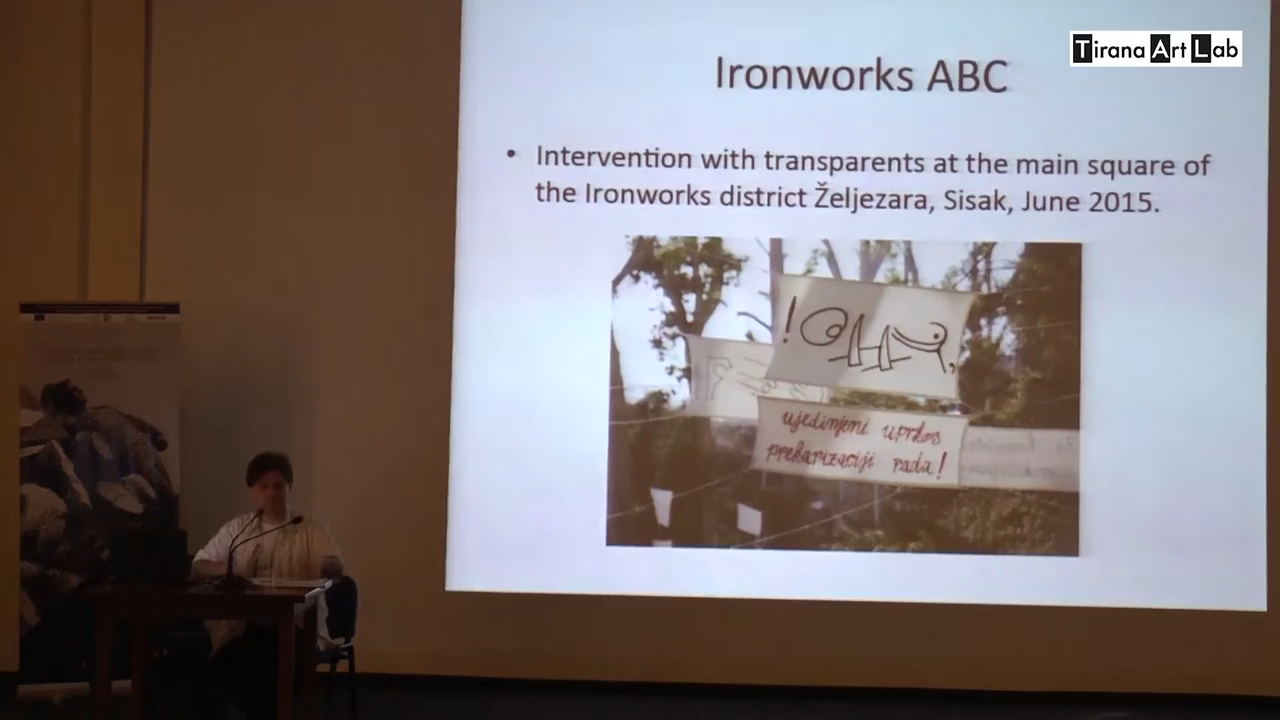 Tirana Art Lab
Ironworks ABC
• Intervention with transparents at the main square of
the Ironworks district Željezara, Sisak, June 2015.
ujedinjeni uprkos
prekarizaciji rada!